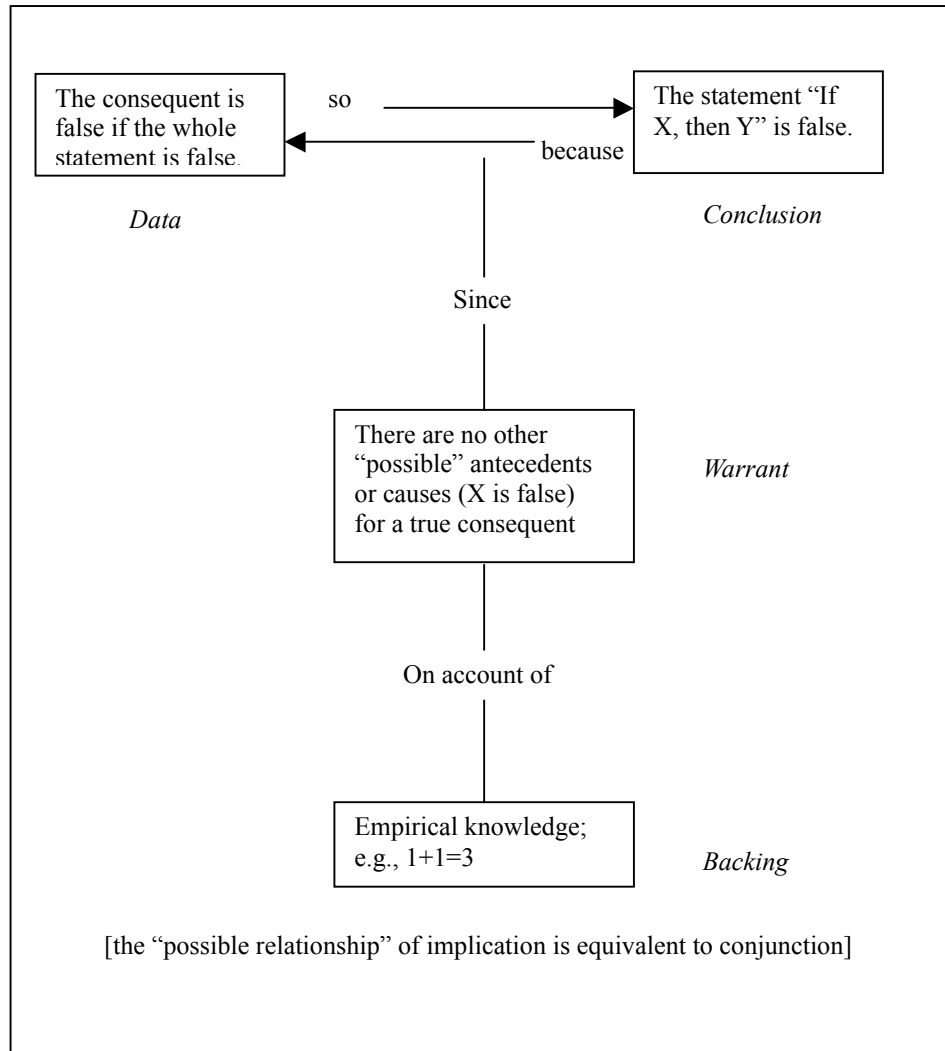 The consequent is
false if the whole
statement is false.
so
because
The statement “If
X, then Y” is false.
Data
Conclusion
Since
There are no other
“possible” antecedents
or causes (X is false)
for a true consequent
Warrant
On account of
Empirical knowledge;
e.g., 1+1=3
Backing
[the “possible relationship” of implication is equivalent to conjunction]